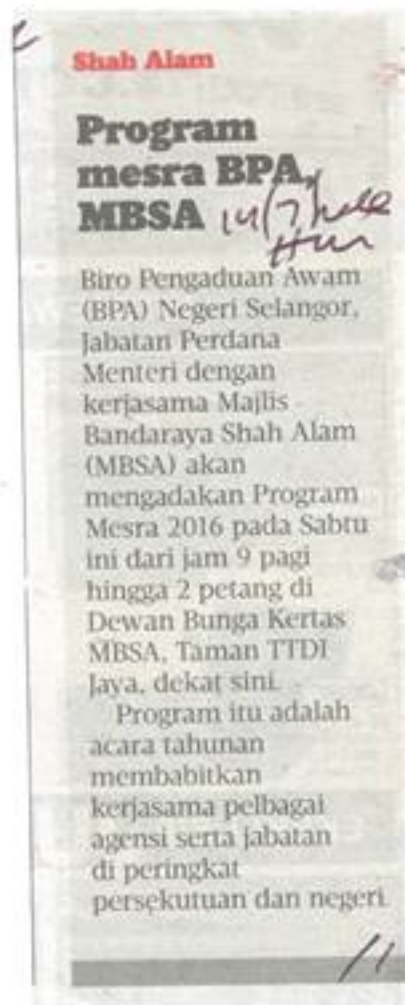 Shah Alam
Program
mesra BPA,
MBSA 14/7
Biro Pengaduan Awam
(BPA) Negeri Selangor,
Jabatan Perdana
Menteri dengan
kerjasama Majlis
Bandaraya Shah Alam
(MBSA) akan
mengadakan Program
Mesra 2016 pada Sabtu
ini dari jam 9 pagi
hingga 2 petang di
Dewan Bunga Kertas
MBSA, Taman TTDI
Jaya, dekat sini.
Program itu adalah
acara tahunan
membabitkan
kerjasama pelbagai
agensi serta jabatan
di peringkat
persekutuan dan negeri.